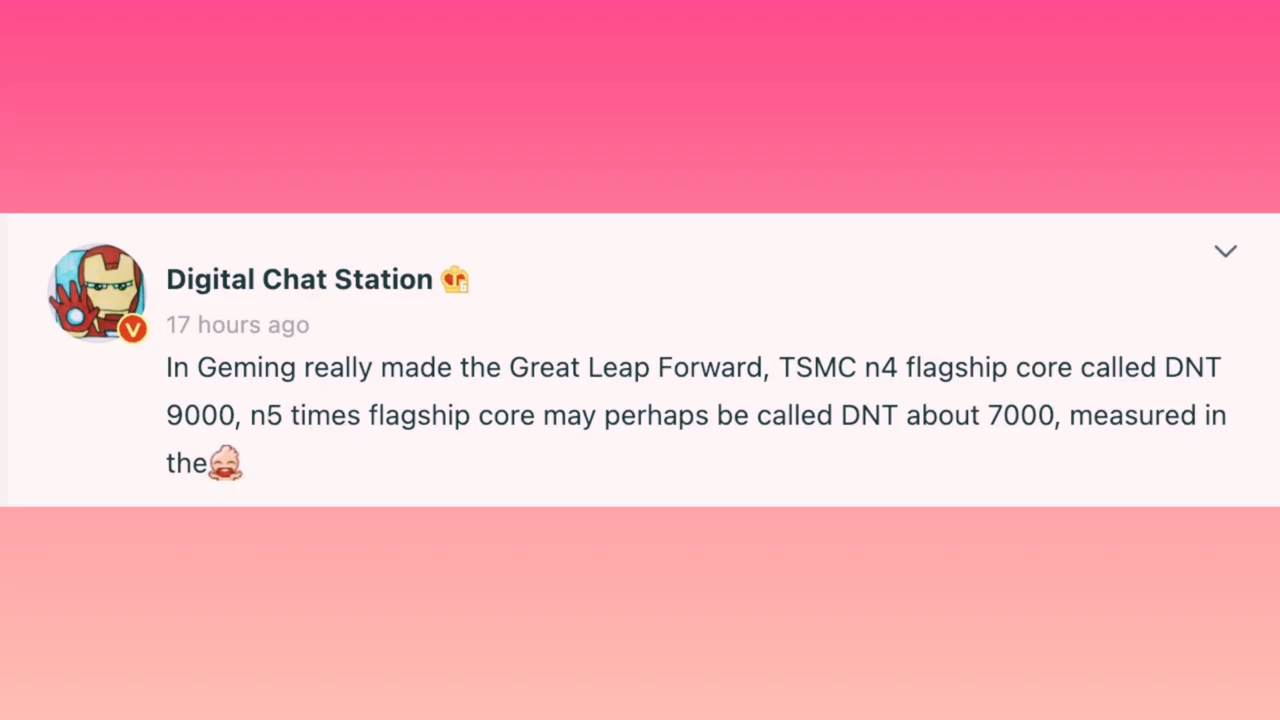 Digital Chat Station
17 hours ago
In Geming really made the Great Leap Forward, TSMC n4 flagship core called DNT
9000, n5 times flagship core may perhaps be called DNT about 7000, measured in
the